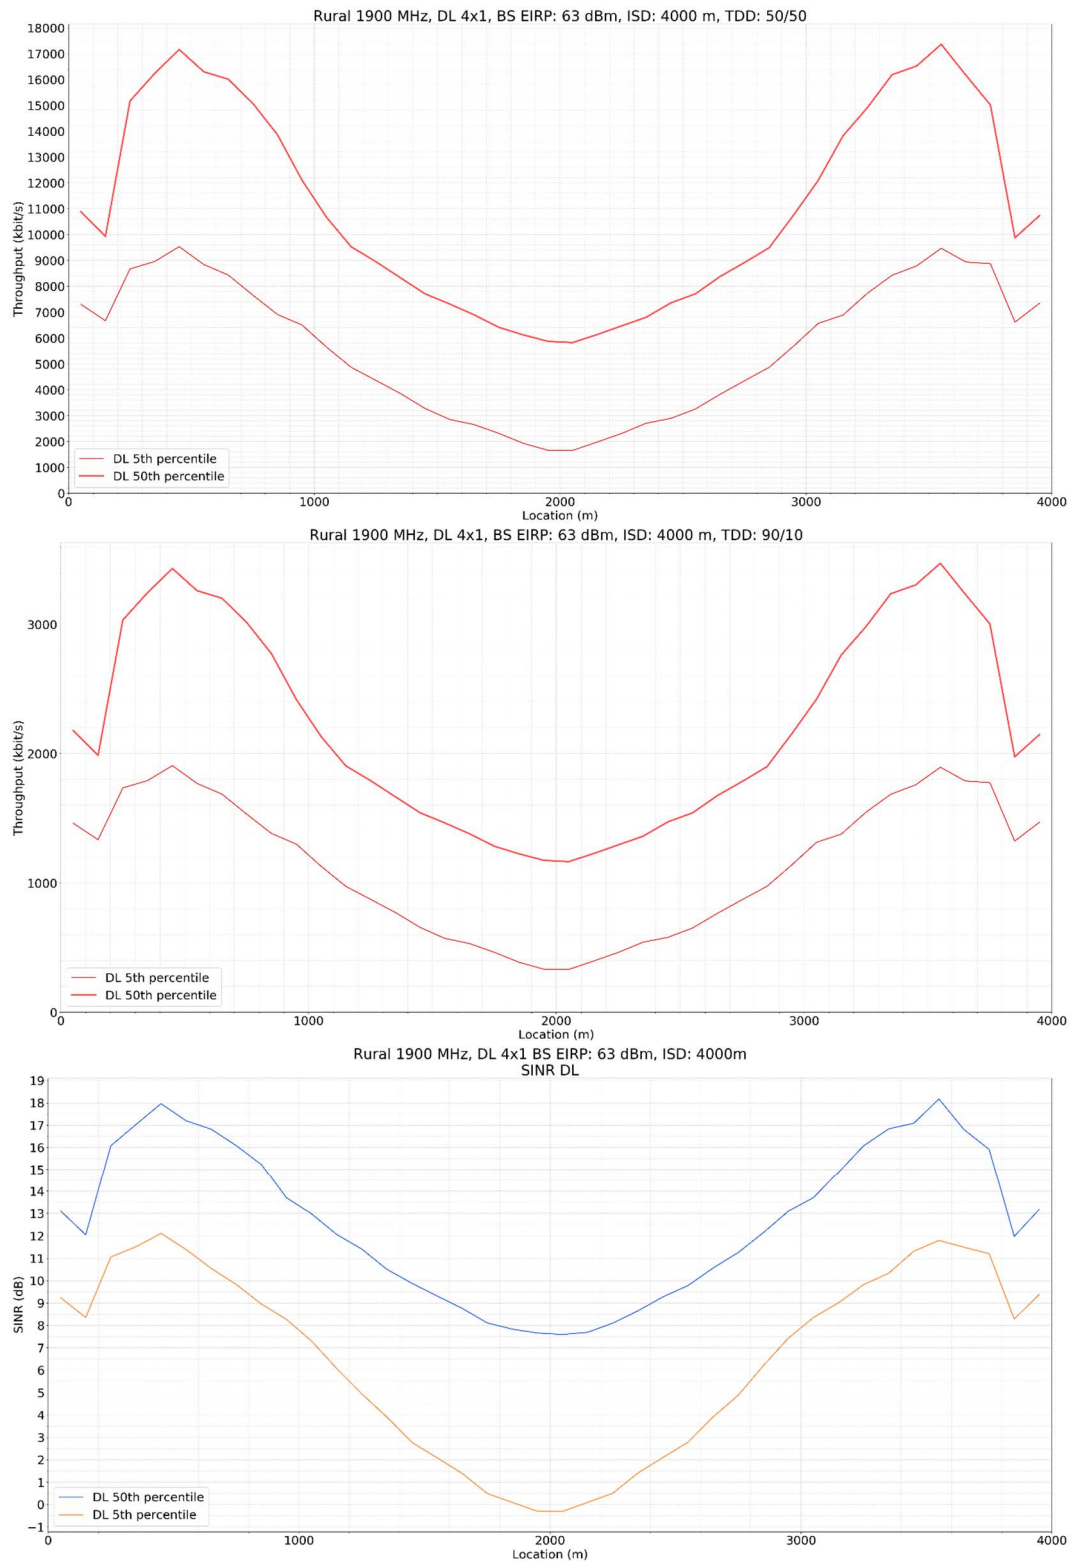 Rural 1900 MHz, DL 4x1, BS EIRP: 63 dBm, ISD: 4000 m, TDD: 50/50
18000
17000
16000
15000
14000
13000
12000
11000
10000
9000
8000
7000
6000
5000
4000
3000
2000
1000
0
Throughput (kbit/s)
DL 5th percentile
DL 50th percentile
0 1000 2000 3000 4000
Location (m)
Rural 1900 MHz, DL 4x1, BS EIRP: 63 dBm, ISD: 4000 m, TDD: 90/10
3000
2000
1000
0
Throughput (kbit/s)
DL 5th percentile
DL 50th percentile
0 1000 2000 3000 4000
Location (m)
Rural 1900 MHz, DL 4x1 BS EIRP: 63 dBm, ISD: 4000m
SINR DL
19
18
17
16
15
14
13
12
11
10
9
8
7
6
5
4
3
2
1
0
−1
SINR (dB)
DL 50th percentile
DL 5th percentile
0 1000 2000 3000 4000
Location (m)